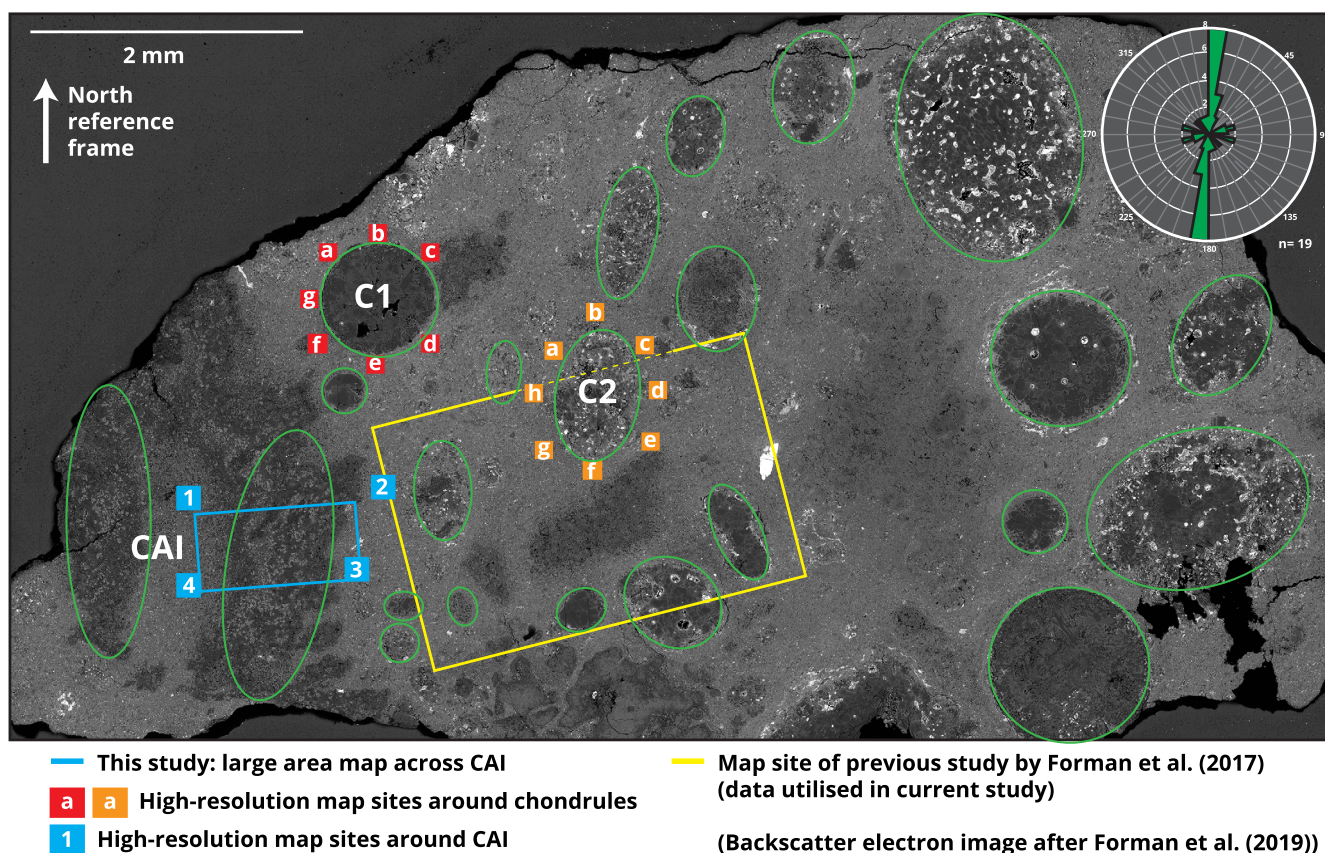 2 mm
North
reference
frame
8
6
4
2
315
45
270
9
225
135
180
n= 19
a
b
c
g
C1
f
d
e
b
a
c
h
C2
d
g
e
f
1
2
CAI
3
4
This study: large area map across CAI
a a High-resolution map sites around chondrules
1 High-resolution map sites around CAI
Map site of previous study by Forman et al. (2017)
(data utilised in current study)
(Backscatter electron image after Forman et al. (2019))